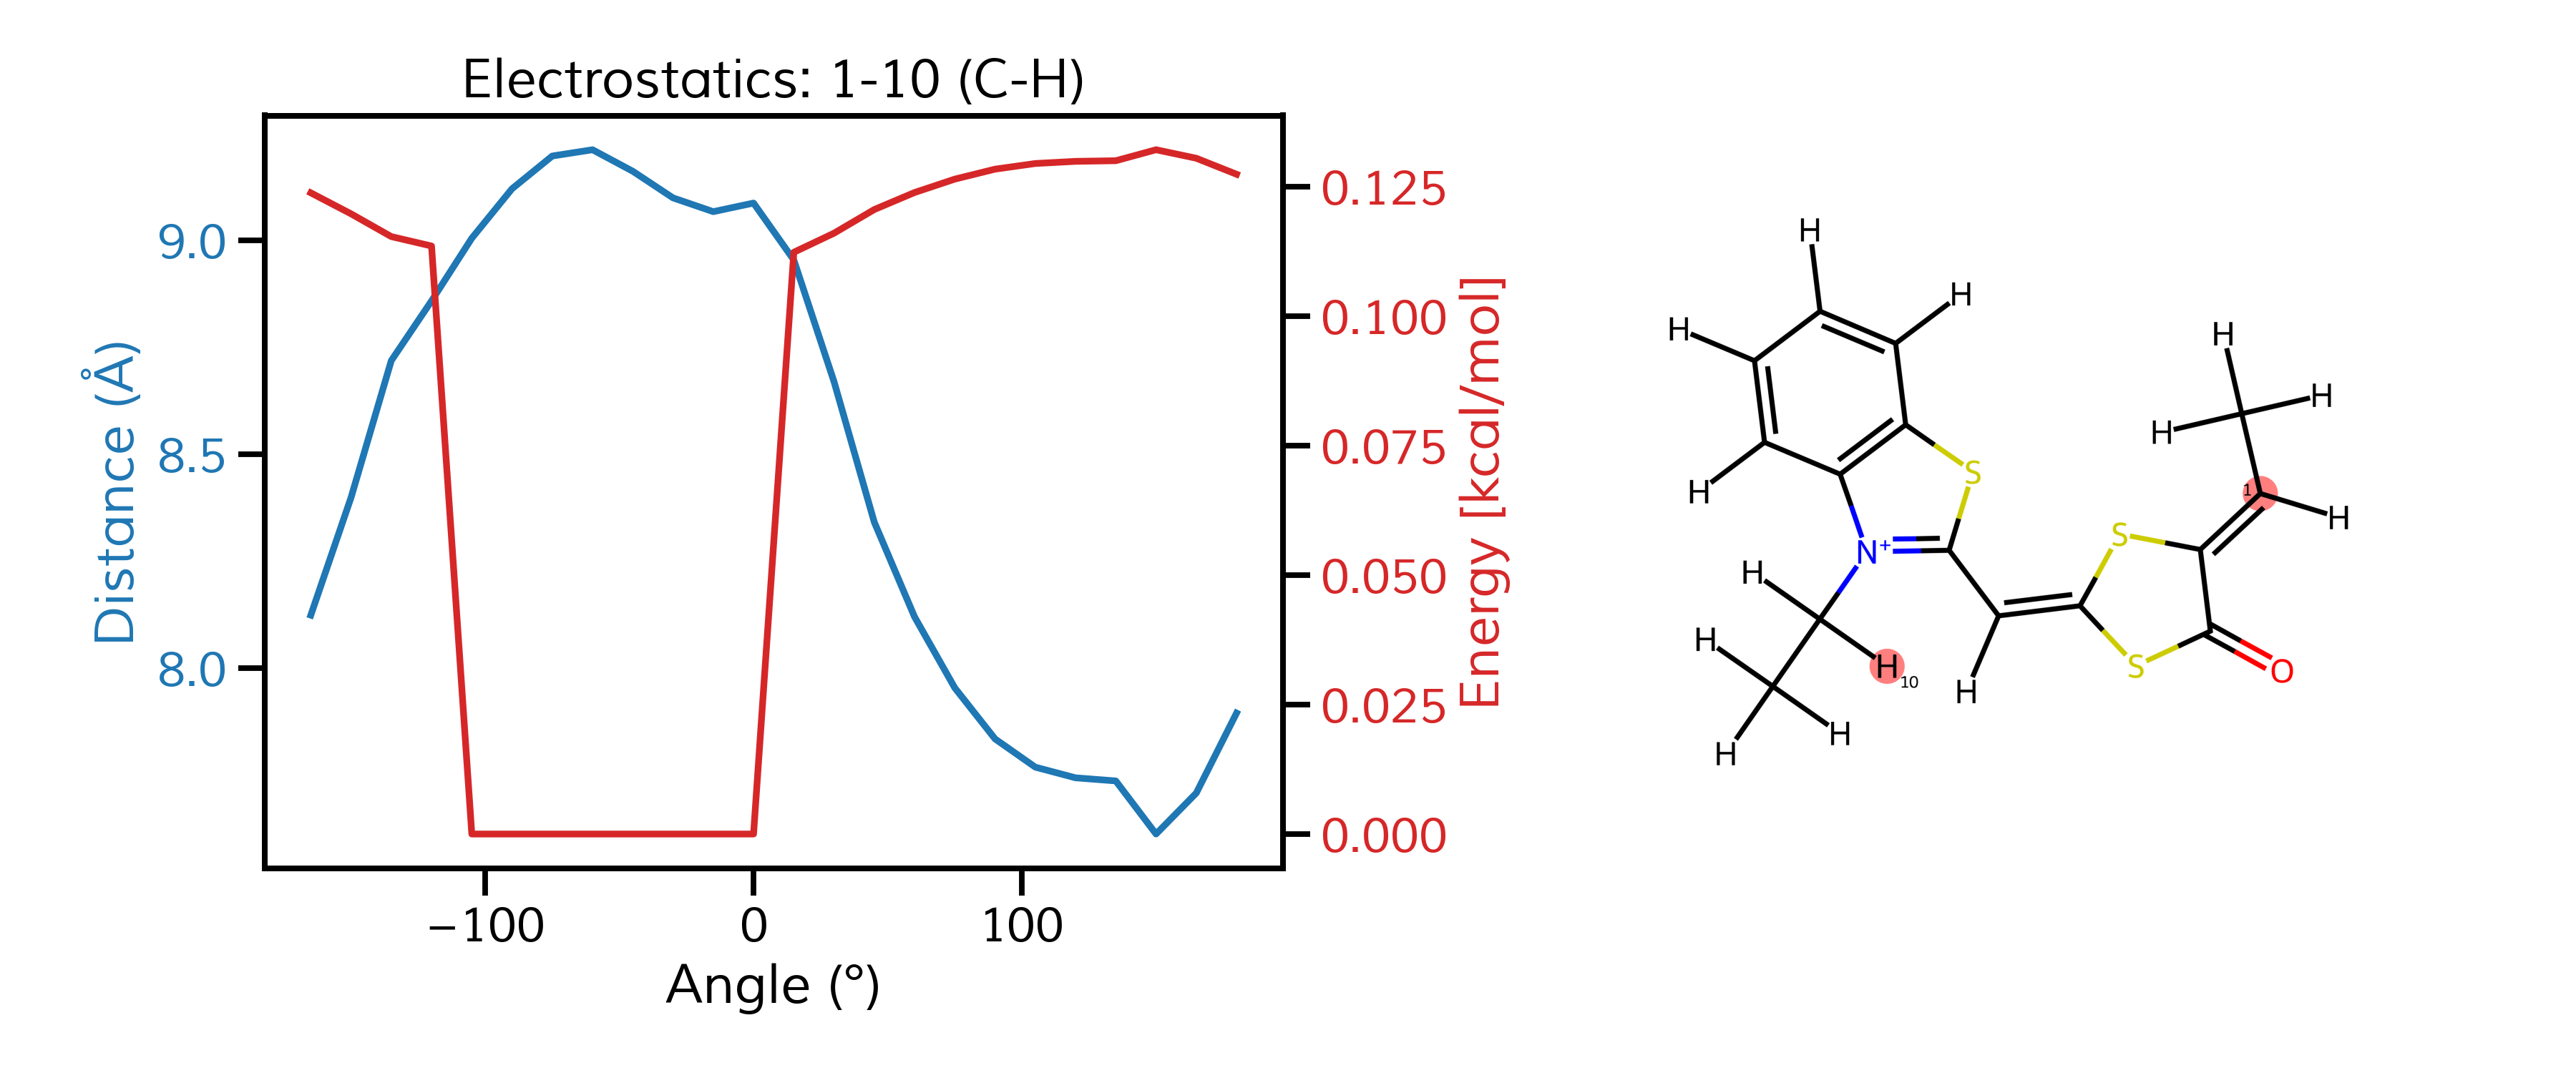 Electrostatics: 1-10 (C-H)
Distance (Å)
9.0
8.5
8.0
Energy [kcal/mol]
0.125
0.100
0.075
0.050
0.025
0.000
−100 0 100
Angle (°)
H
H
H
H
H
H
H
1
S
H
H
S
N+
H
H
H 10
S
O
H
H
H